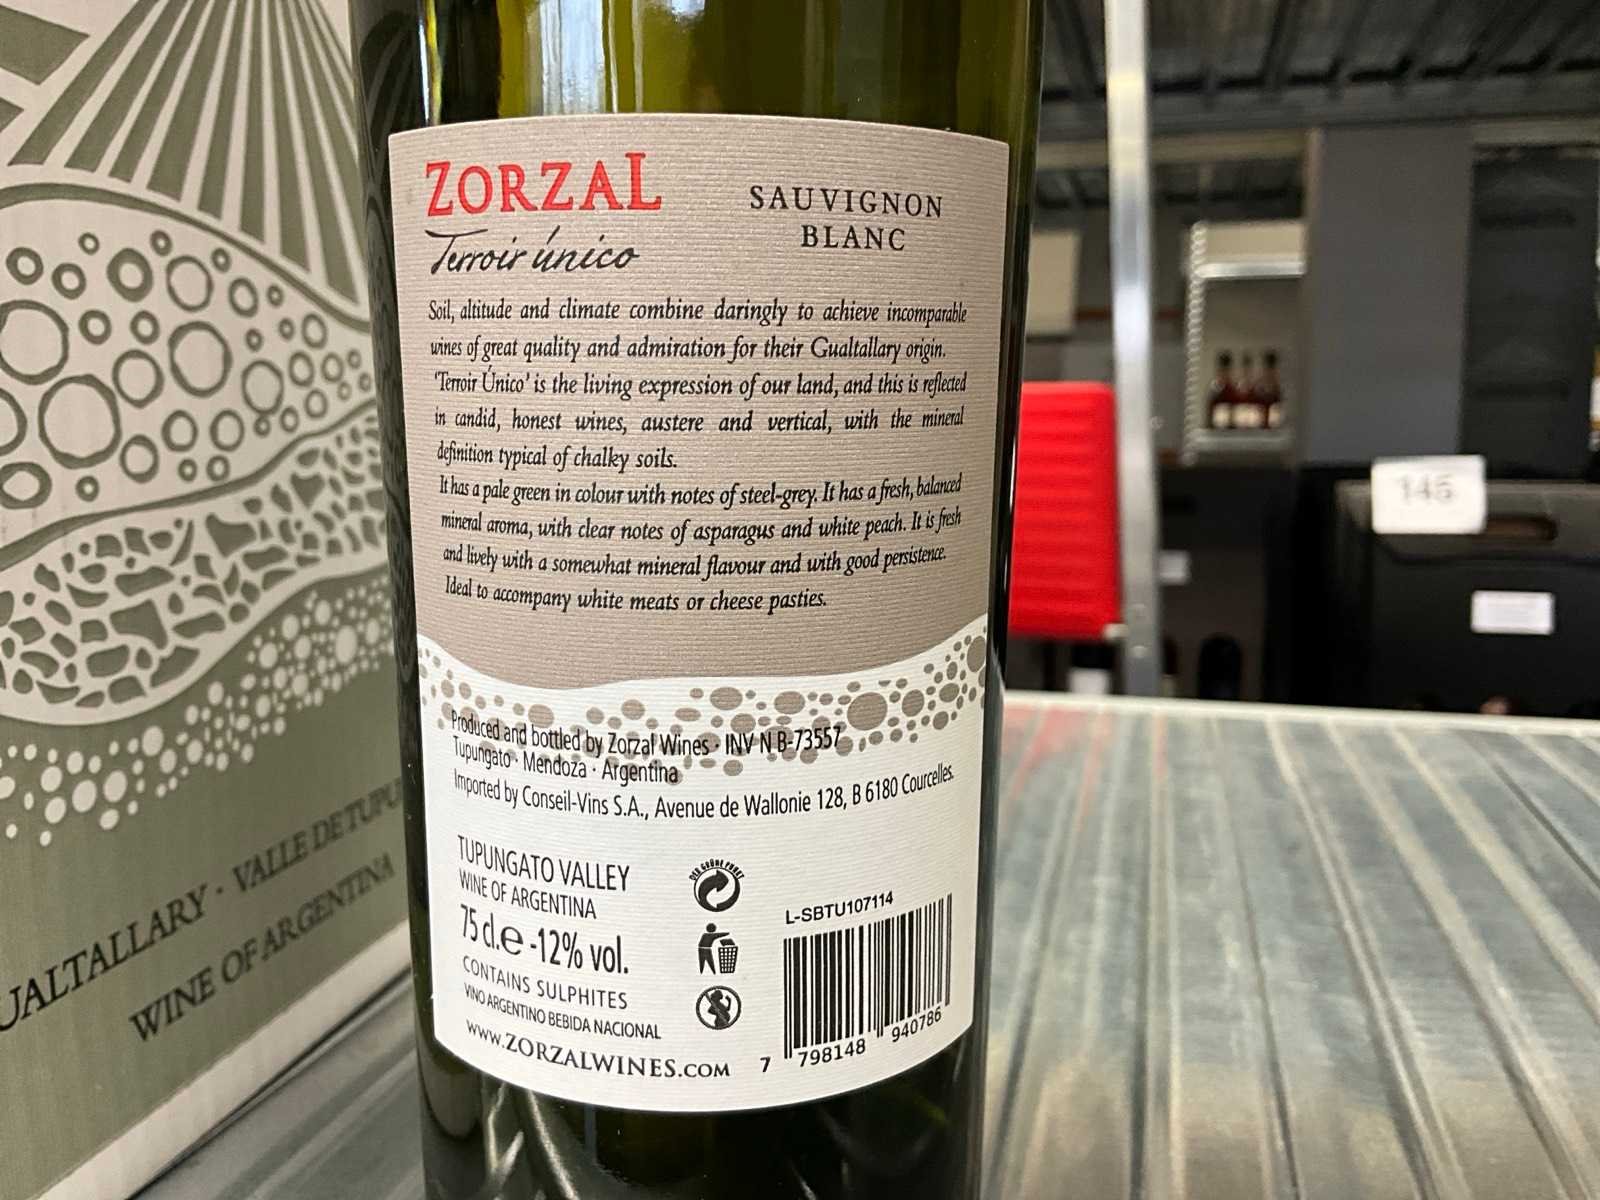 ZORZAL
Terroir único
SAUVIGNON
BLANC
Soil, altitude and climate combine daringly to achieve incomparable
wines of great quality and admiration for their Gualtallary origin.
'Terroir Único' is the living expression of our land, and this is reflected
in candid, honest wines, austere and vertical, with the mineral
definition typical of chalky soils.
It has a pale green in colour with notes of steel-grey. It has a fresh, balanced
mineral aroma, with clear notes of asparagus and white peach. It is fresh
and lively with a somewhat mineral flavour and with good persistence.
Ideal to accompany white meats or cheese pasties.
Produced and bottled by Zorzal Wines · INV N B-73557
Tupungato · Mendoza · Argentina
Imported by Conseil-Vins S.A., Avenue de Wallonie 128, B 6180 Courcelles.
TUPUNGATO VALLEY
WINE OF ARGENTINA
75 cl.e -12% vol.
CONTAINS SULPHITES
VINO ARGENTINO BEBIDA NACIONAL
www.ZORZALWINES.COM
DER GRÜNE PUNKT
L-SBTU107114
7 798148 940786
UALTALLARY · VALLE DE TUPU
WINE OF ARGENTINA
145